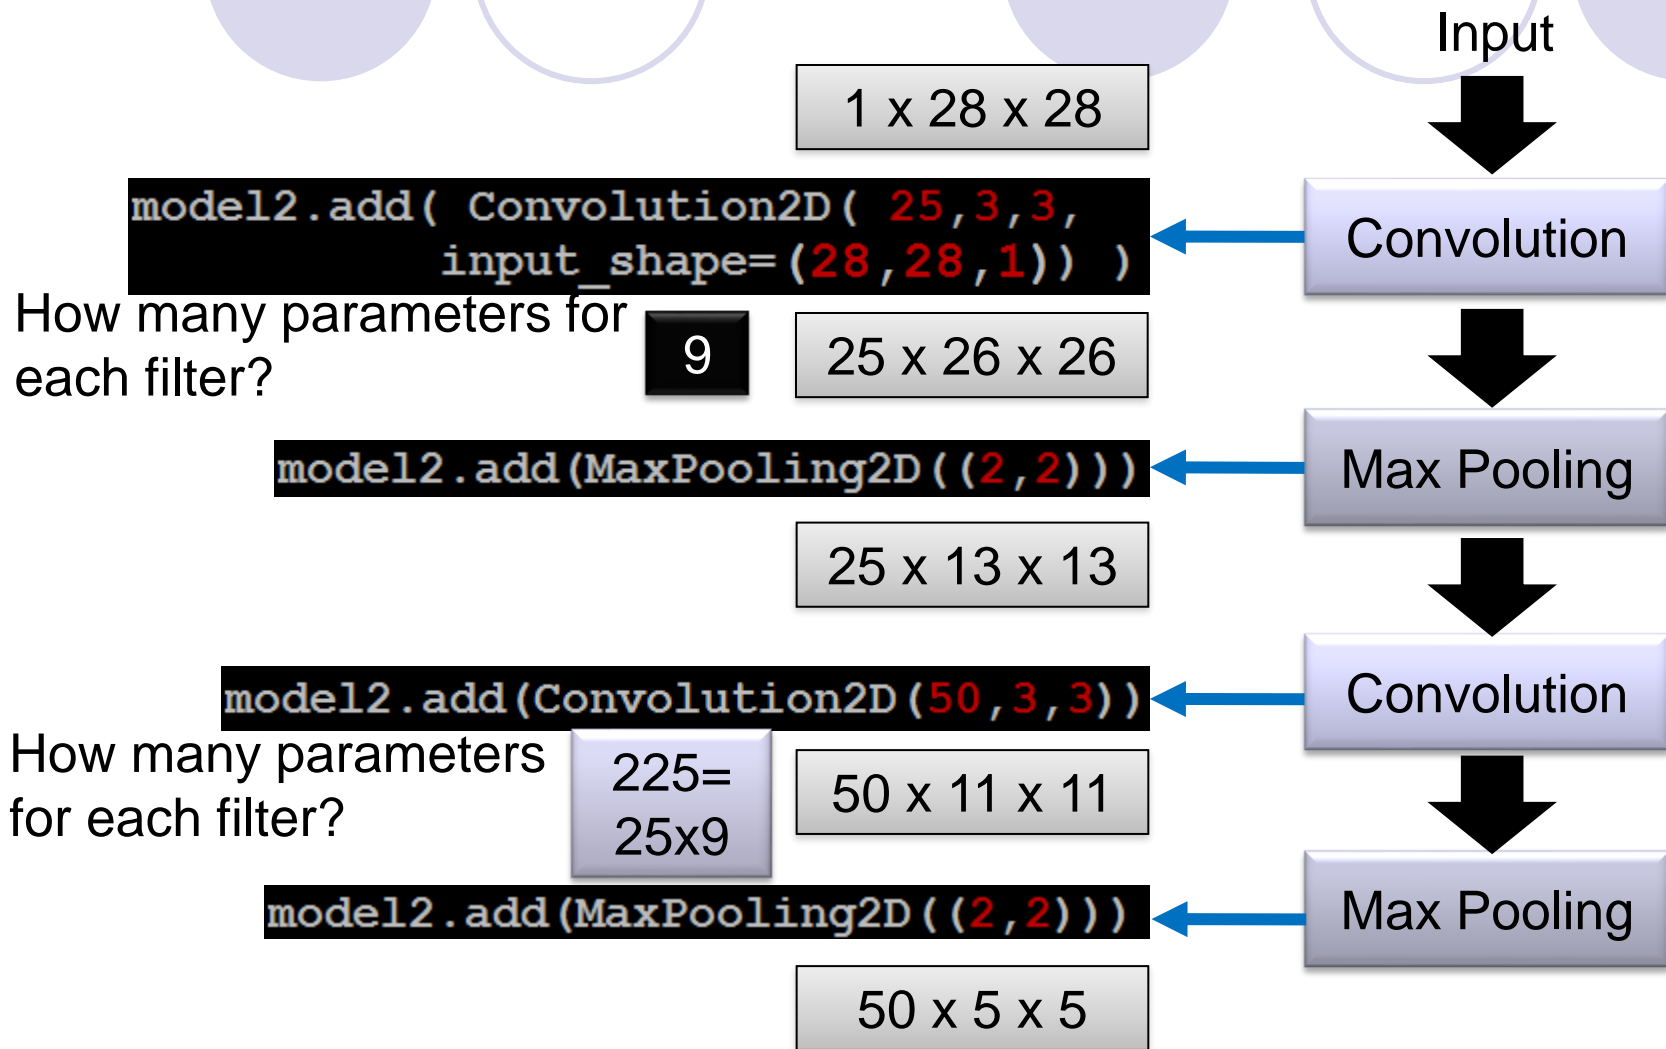 Input
1 x 28 x 28
model2.add( Convolution2D( 25,3,3,
input_shape=(28,28,1)) )
Convolution
How many parameters for
each filter?
9
25 x 26 x 26
model2.add(MaxPooling2D((2,2)))
Max Pooling
25 x 13 x 13
model2.add(Convolution2D(50,3,3))
Convolution
How many parameters
for each filter?
225=
25x9
50 x 11 x 11
model2.add(MaxPooling2D((2,2)))
Max Pooling
50 x 5 x 5